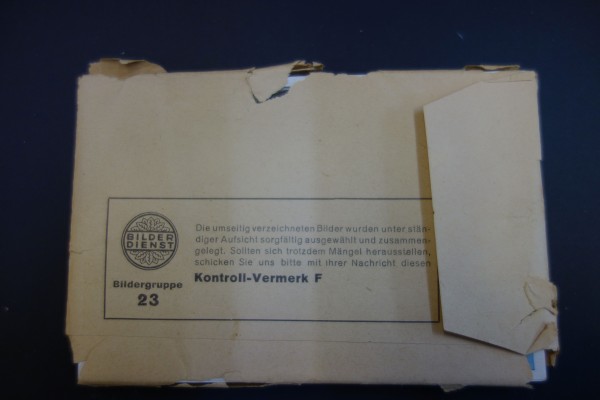 BILDER
DIENST
Bildergruppe
23
Die umseitig verzeichneten Bilder wurden unter stän-
diger Aufsicht sorgfältig ausgewählt und zusammen-
gelegt. Sollten sich trotzdem Mängel herausstellen,
schicken Sie uns bitte mit ihrer Nachricht diesen
Kontroll-Vermerk F